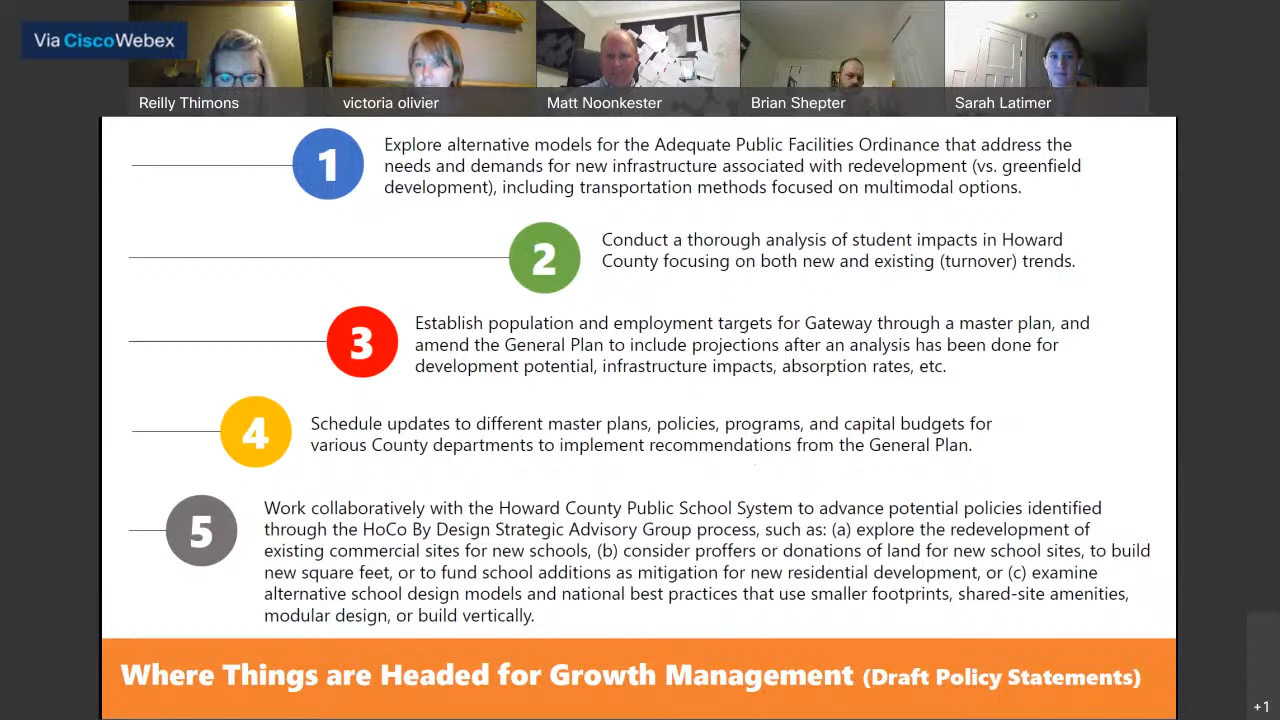 Via CiscoWebex
Reilly Thimons
victoria olivier
Matt Noonkester
Brian Shepter
Sarah Latimer
1
Explore alternative models for the Adequate Public Facilities Ordinance that address the
needs and demands for new infrastructure associated with redevelopment (vs. greenfield
development), including transportation methods focused on multimodal options.
2
Conduct a thorough analysis of student impacts in Howard
County focusing on both new and existing (turnover) trends.
3
Establish population and employment targets for Gateway through a master plan, and
amend the General Plan to include projections after an analysis has been done for
development potential, infrastructure impacts, absorption rates, etc.
4
Schedule updates to different master plans, policies, programs, and capital budgets for
various County departments to implement recommendations from the General Plan.
5
Work collaboratively with the Howard County Public School System to advance potential policies identified
through the HoCo By Design Strategic Advisory Group process, such as: (a) explore the redevelopment of
existing commercial sites for new schools, (b) consider proffers or donations of land for new school sites, to build
new square feet, or to fund school additions as mitigation for new residential development, or (c) examine
alternative school design models and national best practices that use smaller footprints, shared-site amenities,
modular design, or build vertically.
Where Things are Headed for Growth Management (Draft Policy Statements)
+1